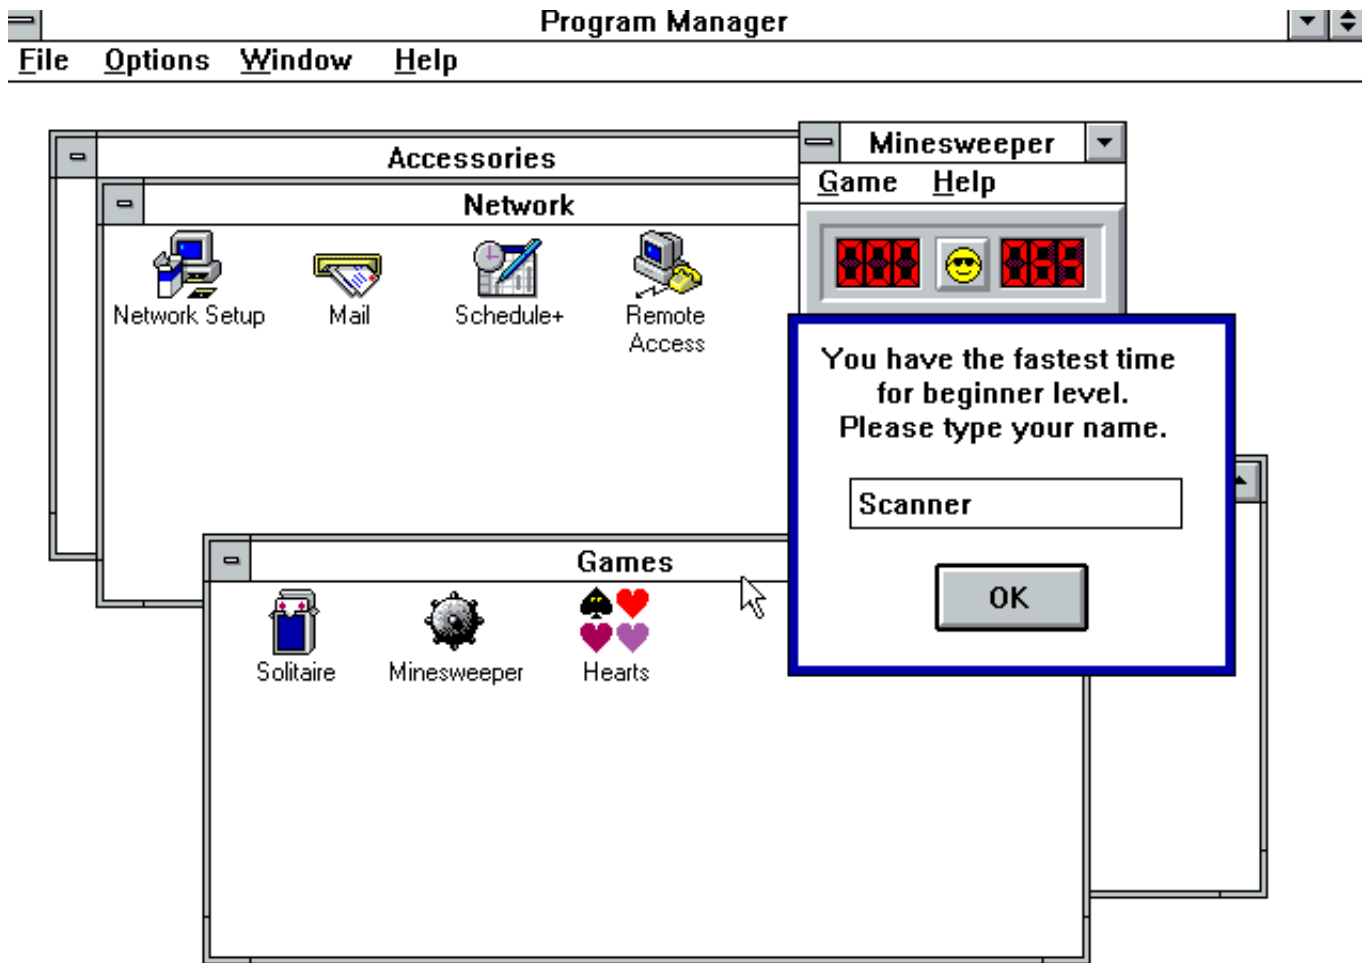 Program Manager
File Options Window Help
Accessories
Minesweeper
Game Help
Network
Network Setup
Mail
Schedule+
Remote
Access
You have the fastest time
for beginner level.
Please type your name.
Scanner
OK
Games
Solitaire
Minesweeper
Hearts